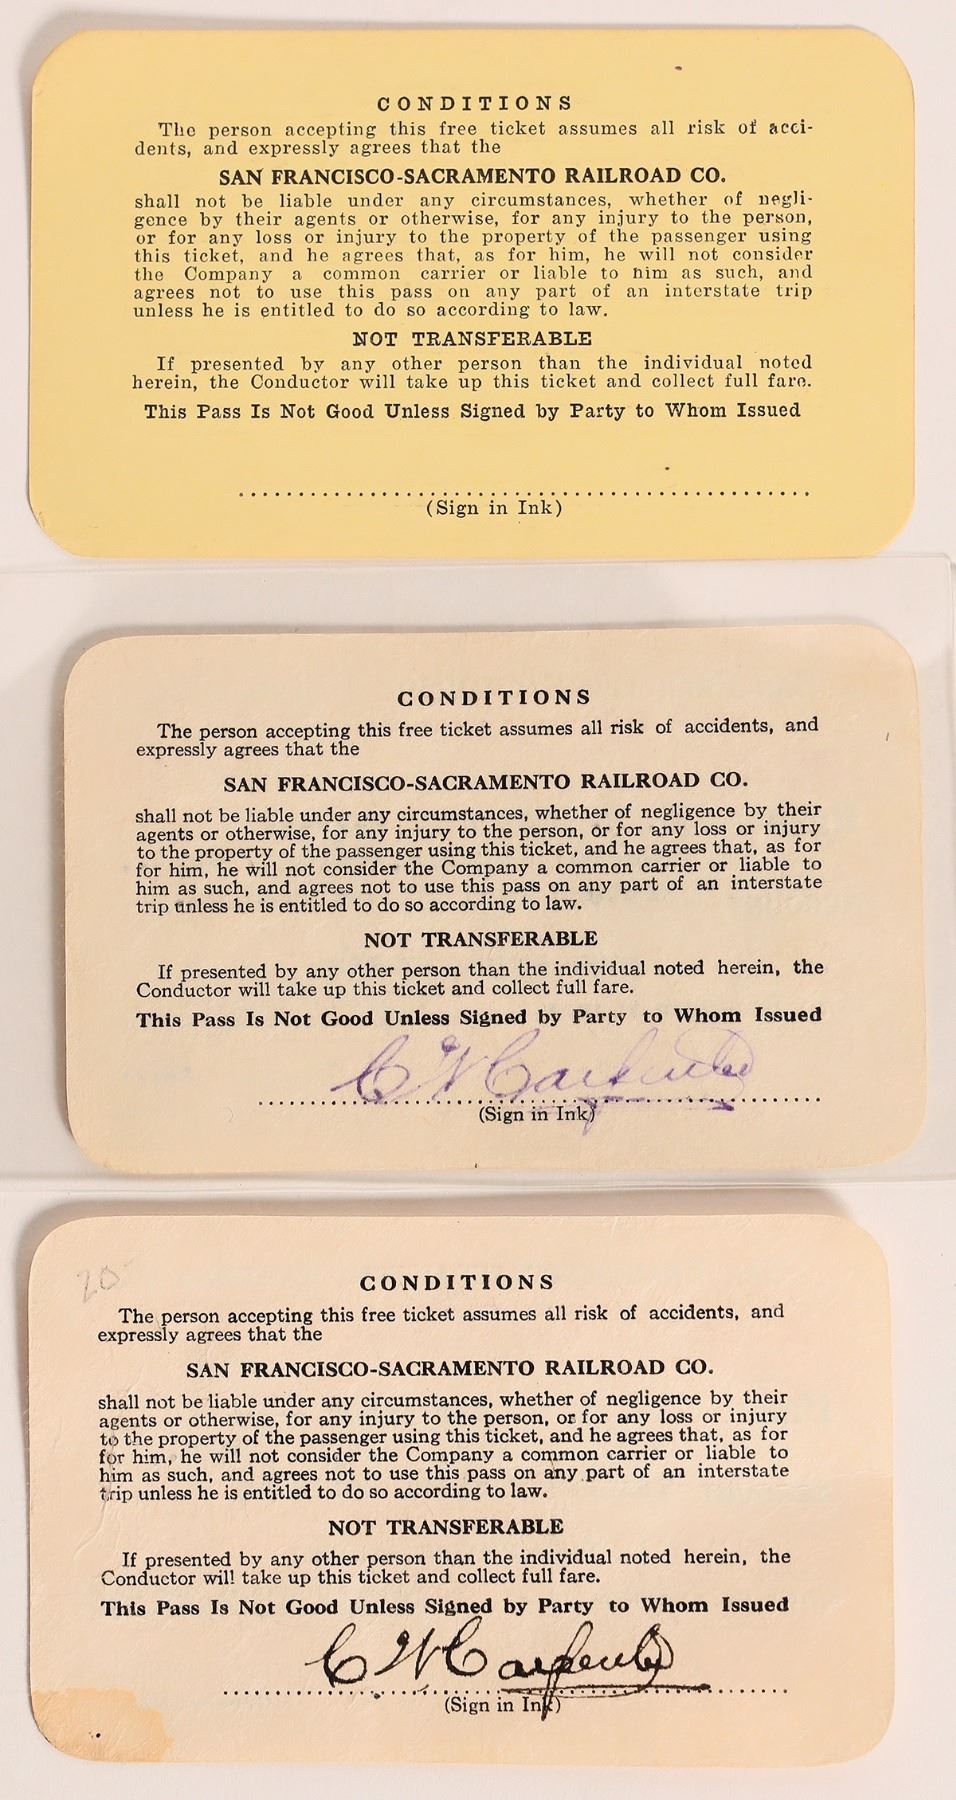 CONDITIONS
The person accepting this free ticket assumes all risk of acci-
dents, and expressly agrees that the
SAN FRANCISCO-SACRAMENTO RAILROAD CO.
shall not be liable under any circumstances, whether of negli-
gence by their agents or otherwise, for any injury to the person,
or for any loss or injury to the property of the passenger using
this ticket, and he agrees that, as for him, he will not consider
the Company a common carrier or liable to him as such, and
agrees not to use this pass on any part of an interstate trip
unless he is entitled to do so according to law.
NOT TRANSFERABLE
If presented by any other person than the individual noted
herein, the Conductor will take up this ticket and collect full fare.
This Pass Is Not Good Unless Signed by Party to Whom Issued
(Sign in Ink)
CONDITIONS
The person accepting this free ticket assumes all risk of accidents, and
expressly agrees that the
SAN FRANCISCO-SACRAMENTO RAILROAD CO.
shall not be liable under any circumstances, whether of negligence by their
agents or otherwise, for any injury to the person, or for any loss or injury
to the property of the passenger using this ticket, and he agrees that, as for
for him, he will not consider the Company a common carrier or liable to
him as such, and agrees not to use this pass on any part of an interstate
trip unless he is entitled to do so according to law.
NOT TRANSFERABLE
If presented by any other person than the individual noted herein, the
Conductor will take up this ticket and collect full fare.
This Pass Is Not Good Unless Signed by Party to Whom Issued
C W Carpenter
(Sign in Ink)
20-
CONDITIONS
The person accepting this free ticket assumes all risk of accidents, and
expressly agrees that the
SAN FRANCISCO-SACRAMENTO RAILROAD CO.
shall not be liable under any circumstances, whether of negligence by their
agents or otherwise, for any injury to the person, or for any loss or injury
to the property of the passenger using this ticket, and he agrees that, as for
for him, he will not consider the Company a common carrier or liable to
him as such, and agrees not to use this pass on any part of an interstate
trip unless he is entitled to do so according to law.
NOT TRANSFERABLE
If presented by any other person than the individual noted herein, the
Conductor will take up this ticket and collect full fare.
This Pass Is Not Good Unless Signed by Party to Whom Issued
C W Carpenter
(Sign in Ink)